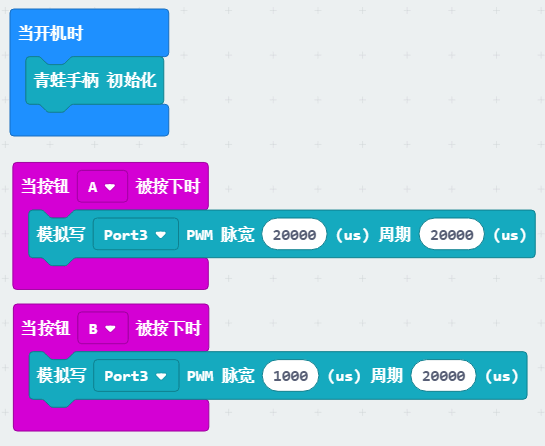 当开机时
青蛙手柄 初始化
当按钮 A 被按下时
模拟写 Port3 PWM 脉宽 20000 (us) 周期 20000 (us)
当按钮 B 被按下时
模拟写 Port3 PWM 脉宽 1000 (us) 周期 20000 (us)